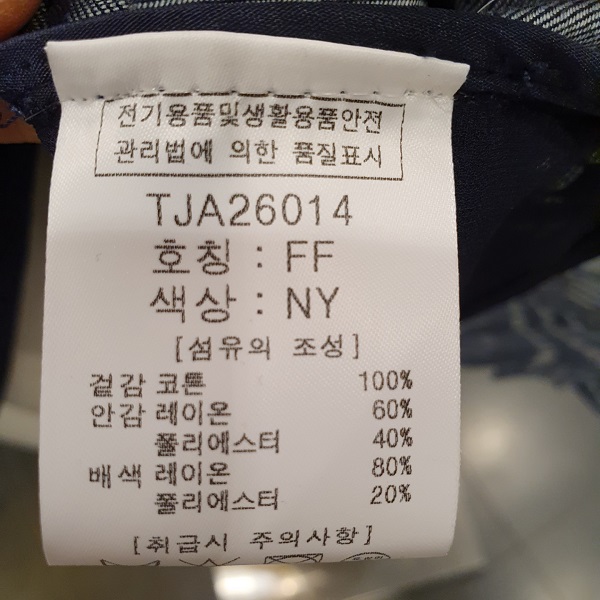 전기용품및생활용품안전
관리법에 의한 품질표시
TJA26014
호칭 : FF
색상 : NY
[섬유의 조성]
겉감 코튼 100%
안감 레이온 60%
폴리에스터 40%
배색 레이온 80%
폴리에스터 20%
[취급시 주의사항]